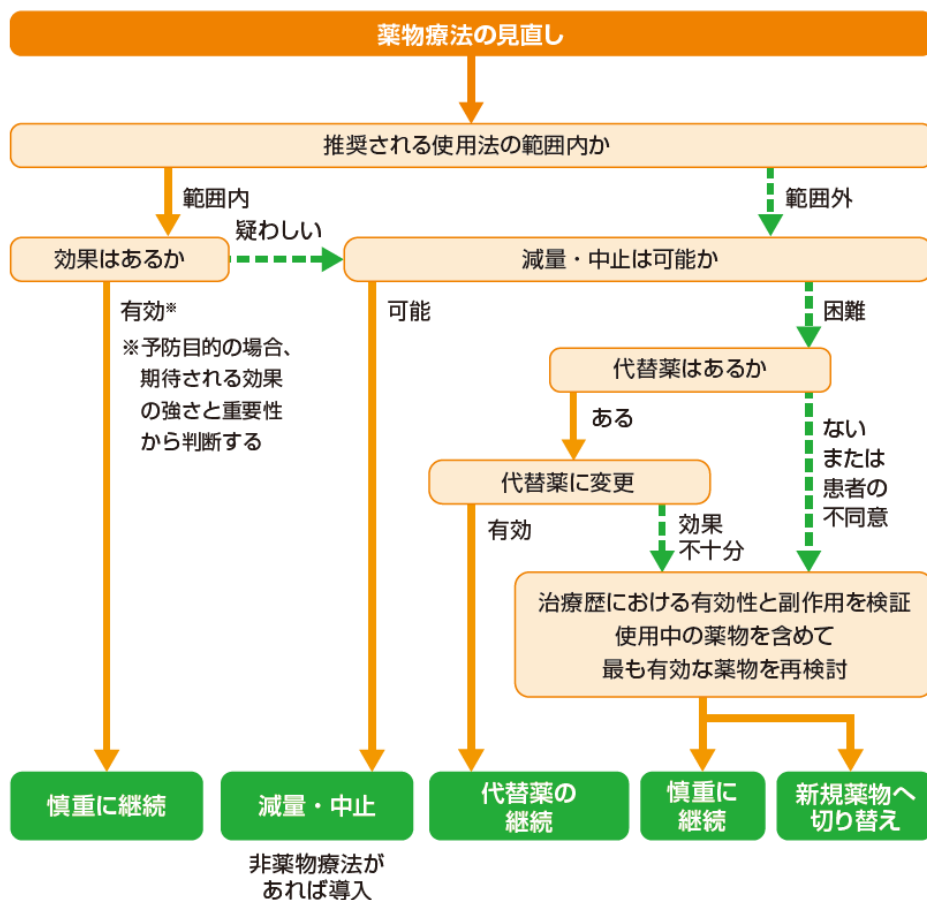 薬物療法の見直し
推奨される使用法の範囲内か
範囲内
範囲外
疑わしい
効果はあるか
減量・中止は可能か
有効※
※予防目的の場合、
期待される効果
の強さと重要性
から判断する
可能
困難
代替薬はあるか
ある
ない
または
患者の
不同意
代替薬に変更
有効
効果
不十分
治療歴における有効性と副作用を検証
使用中の薬物を含めて
最も有効な薬物を再検討
慎重に継続
減量・中止
代替薬の
継続
慎重に
継続
新規薬物へ
切り替え
非薬物療法が
あれば導入